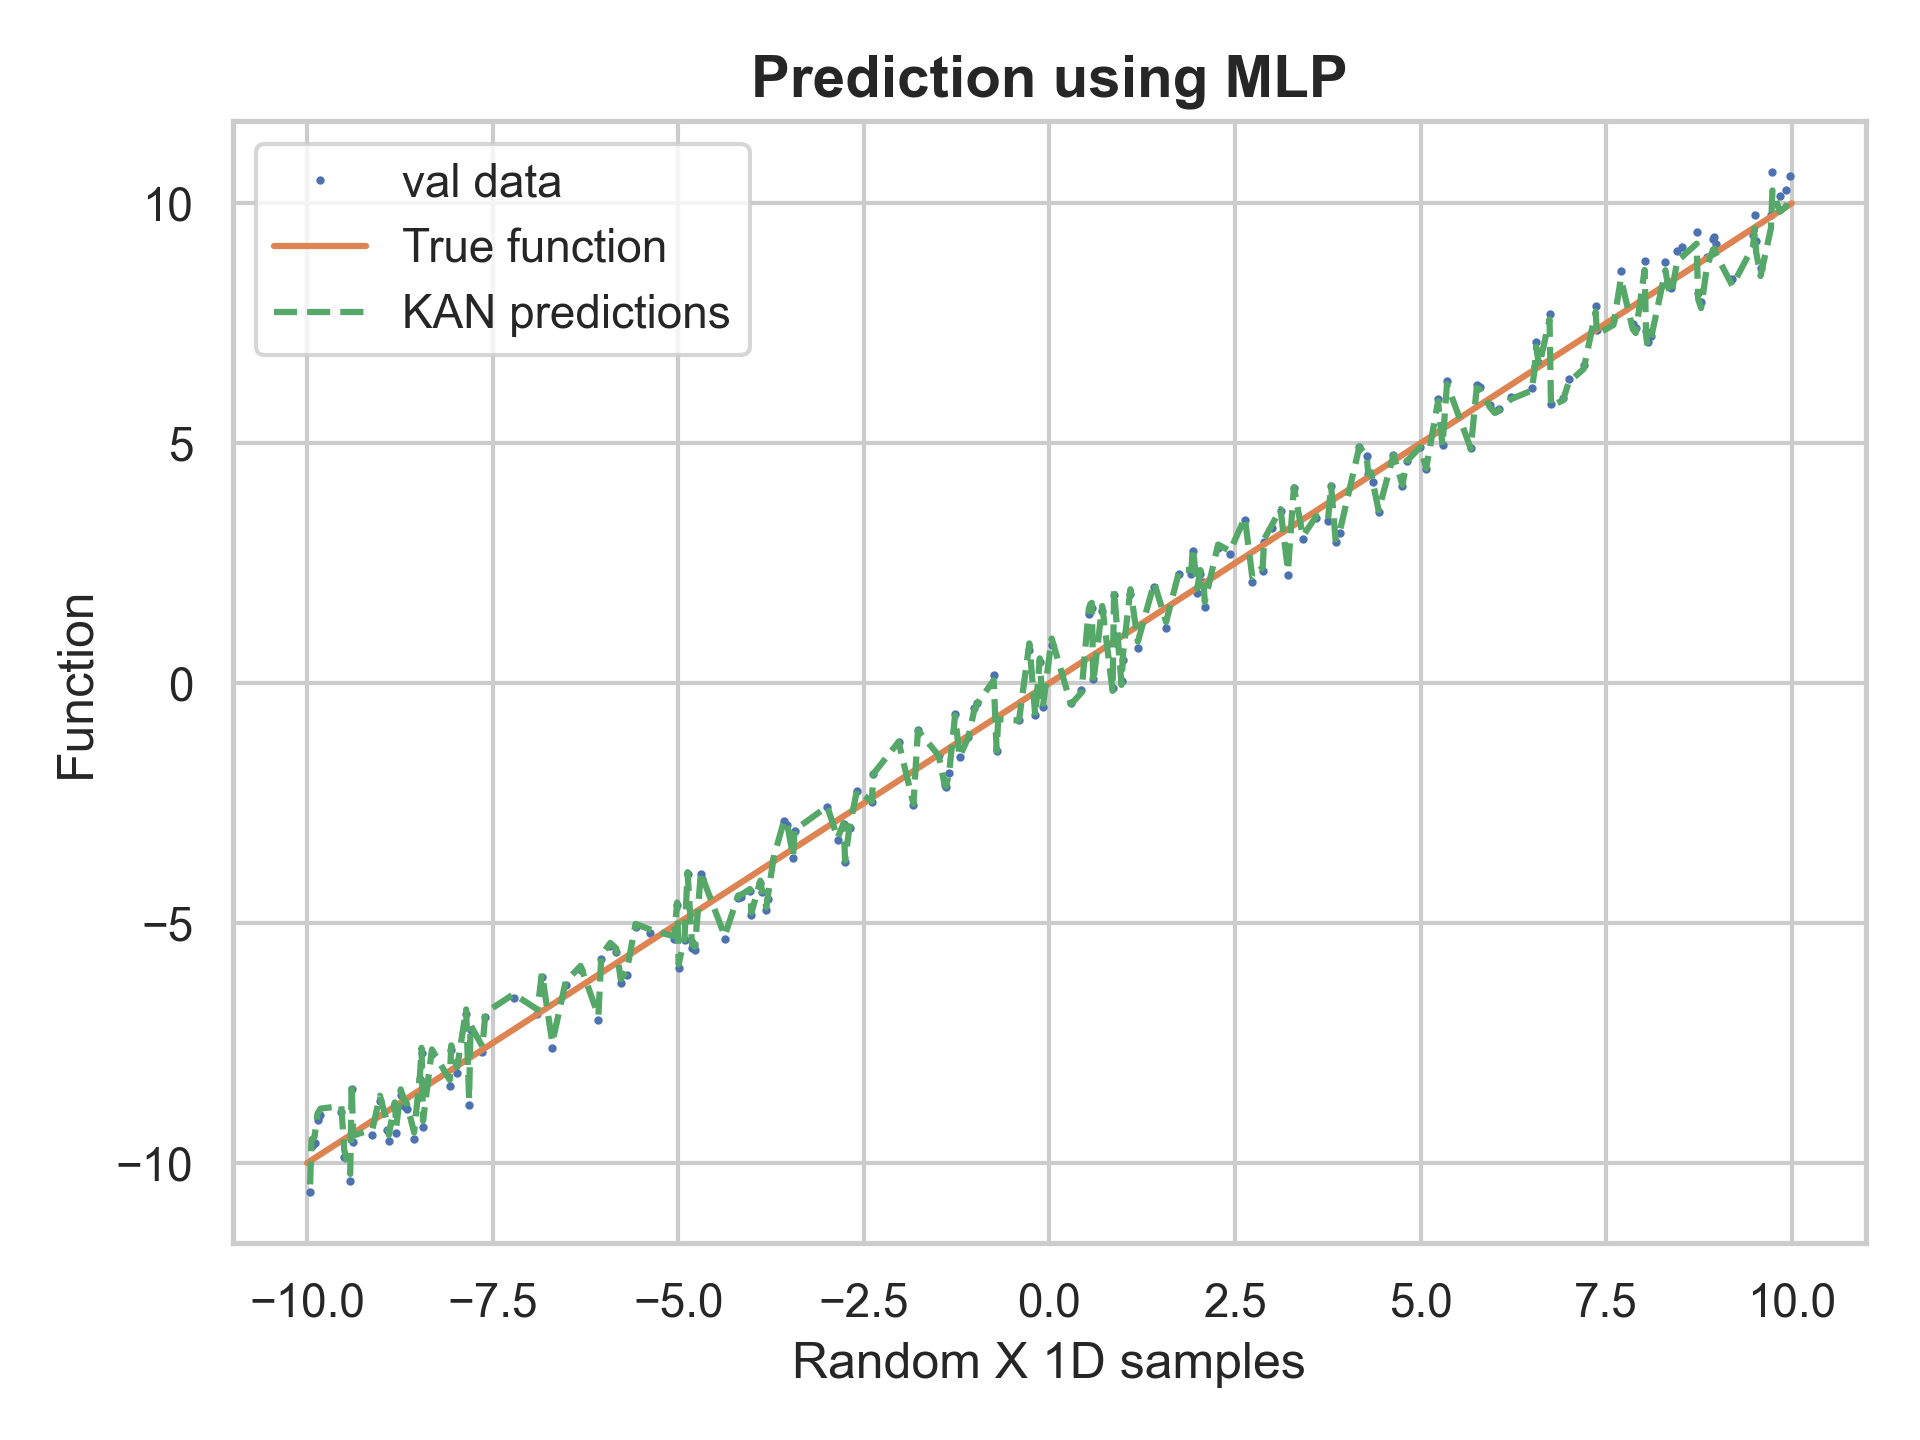 Prediction using MLP
val data
True function
KAN predictions
10
5
0
−5
−10
Function
−10.0 −7.5 −5.0 −2.5 0.0 2.5 5.0 7.5 10.0
Random X 1D samples